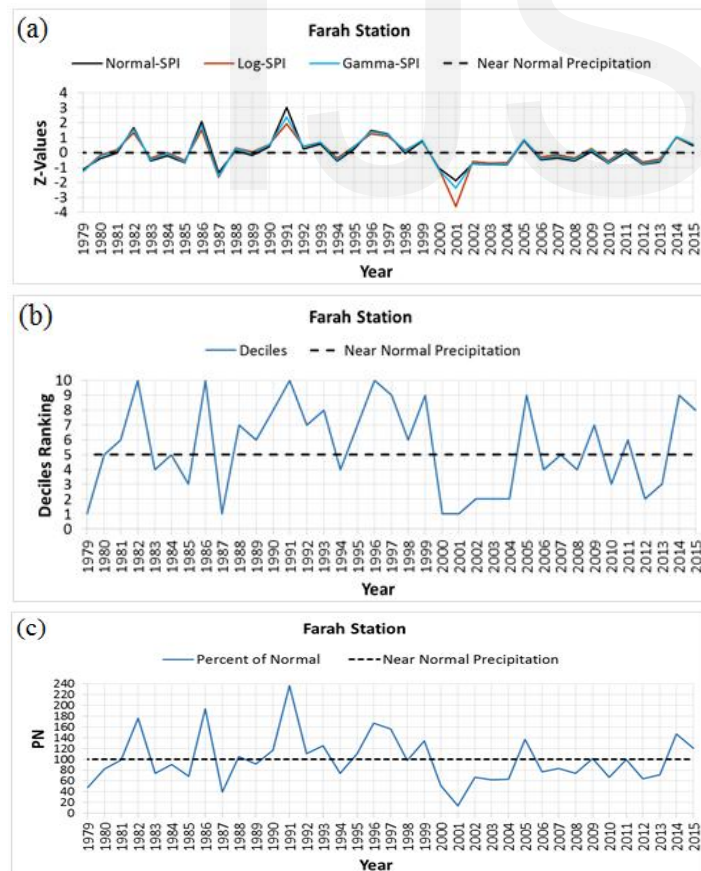 IJS
(a)
Farah Station
Normal-SPI Log-SPI Gamma-SPI Near Normal Precipitation
4
3
2
1
0
-1
-2
-3
-4
Z-Values
1979 1980 1981 1982 1983 1984 1985 1986 1987 1988 1989 1990 1991 1992 1993 1994 1995 1996 1997 1998 1999 2000 2001 2002 2003 2004 2005 2006 2007 2008 2009 2010 2011 2012 2013 2014 2015
Year
(b)
Farah Station
Deciles Near Normal Precipitation
10
9
8
7
6
5
4
3
2
1
0
Deciles Ranking
1979 1980 1981 1982 1983 1984 1985 1986 1987 1988 1989 1990 1991 1992 1993 1994 1995 1996 1997 1998 1999 2000 2001 2002 2003 2004 2005 2006 2007 2008 2009 2010 2011 2012 2013 2014 2015
Year
(c)
Farah Station
Percent of Normal Near Normal Precipitation
240
220
200
180
160
140
120
100
80
60
40
20
0
PN
1979 1980 1981 1982 1983 1984 1985 1986 1987 1988 1989 1990 1991 1992 1993 1994 1995 1996 1997 1998 1999 2000 2001 2002 2003 2004 2005 2006 2007 2008 2009 2010 2011 2012 2013 2014 2015
Year